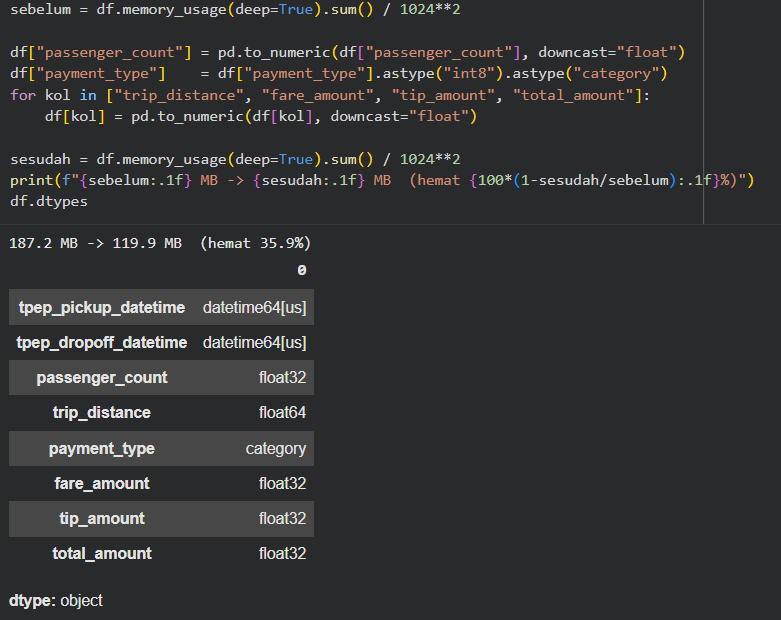 sebelum = df.memory_usage(deep=True).sum() / 1024**2
df["passenger_count"] = pd.to_numeric(df["passenger_count"], downcast="float")
df["payment_type"]    = df["payment_type"].astype("int8").astype("category")
for kol in ["trip_distance", "fare_amount", "tip_amount", "total_amount"]:
    df[kol] = pd.to_numeric(df[kol], downcast="float")
sesudah = df.memory_usage(deep=True).sum() / 1024**2
print(f"{sebelum:.1f} MB -> {sesudah:.1f} MB  (hemat {100*(1-sesudah/sebelum):.1f}%)")
df.dtypes
187.2 MB -> 119.9 MB  (hemat 35.9%)
0
tpep_pickup_datetime datetime64[us]
tpep_dropoff_datetime datetime64[us]
passenger_count float32
trip_distance float64
payment_type category
fare_amount float32
tip_amount float32
total_amount float32
dtype: object